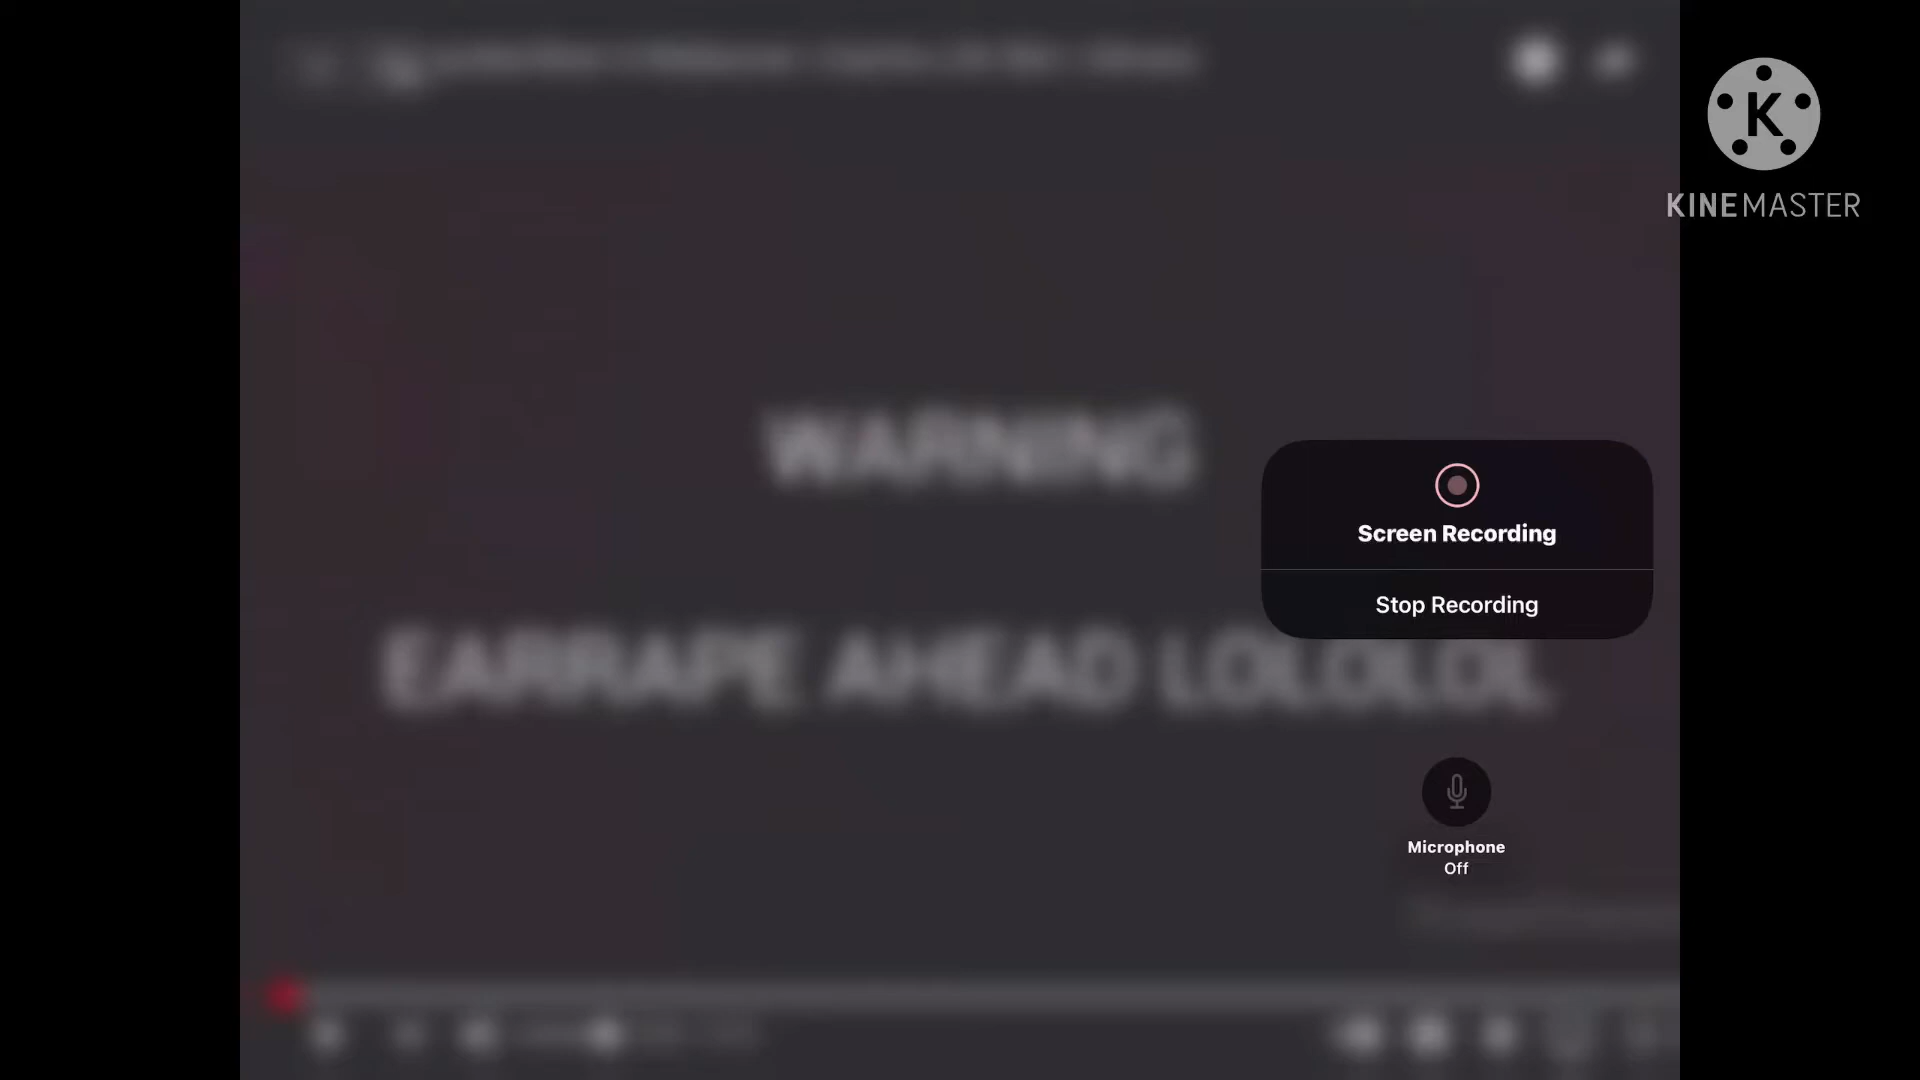 KINEMASTER
WARNING
Screen Recording
Stop Recording
EARRAPE AHEAD LOLOLOL
Microphone
Off